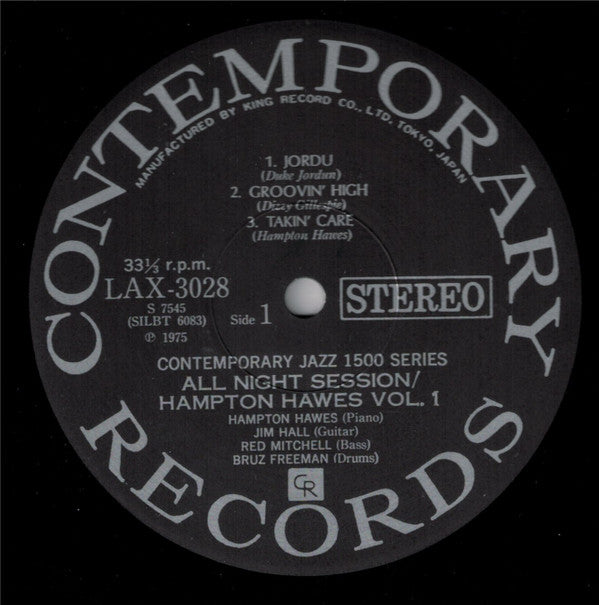 CONTEMPORARY RECORDS
MANUFACTURED BY KING RECORD CO., LTD. TOKYO, JAPAN
1. JORDU
(Duke Jordun)
2. GROOVIN' HIGH
(Dizzy Gillespie)
3. TAKIN' CARE
(Hampton Hawes)
33⅓ r.p.m.
LAX-3028
S 7545
(SILBT 6083)
Ⓟ 1975
Side 1
STEREO
CONTEMPORARY JAZZ 1500 SERIES
ALL NIGHT SESSION/
HAMPTON HAWES VOL. 1
HAMPTON HAWES (Piano)
JIM HALL (Guitar)
RED MITCHELL (Bass)
BRUZ FREEMAN (Drums)
CR